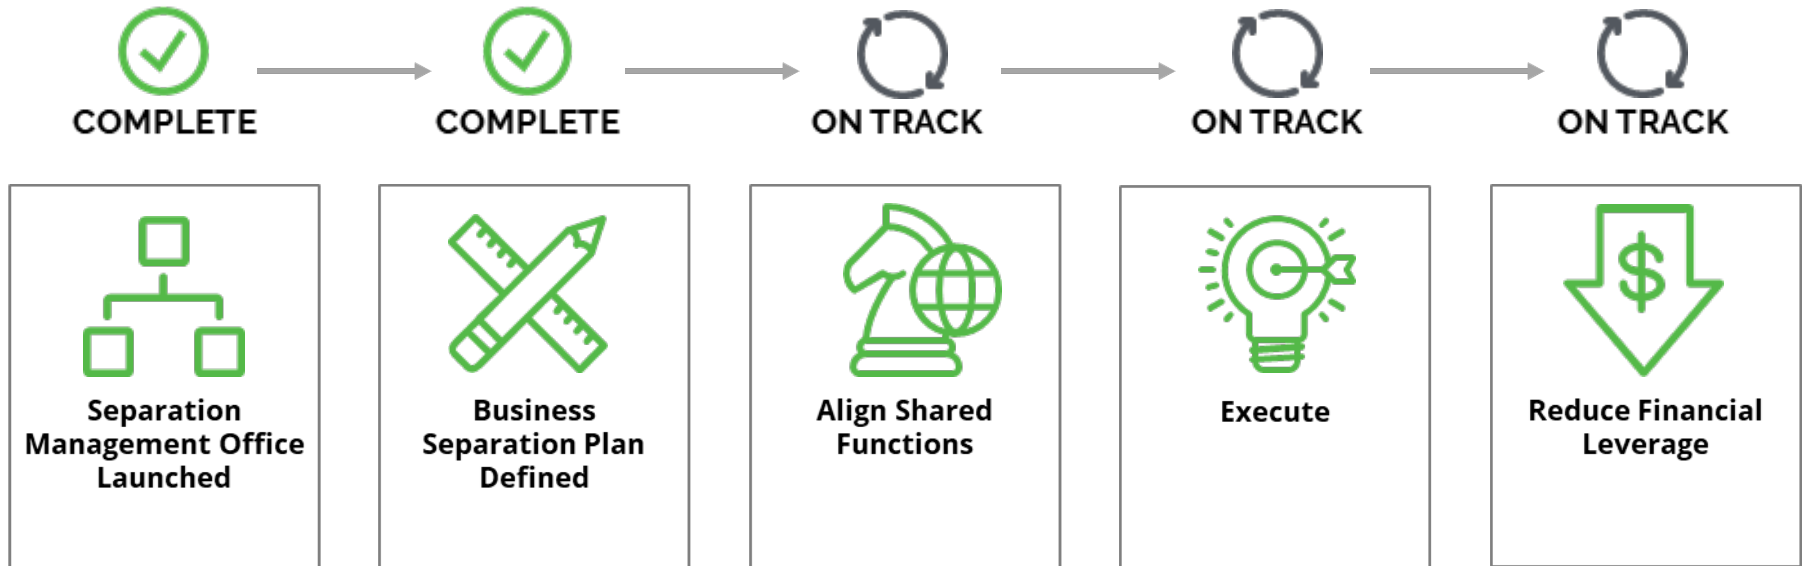 COMPLETE
COMPLETE
ON TRACK
ON TRACK
ON TRACK
Separation
Management Office
Launched
Business
Separation Plan
Defined
Align Shared
Functions
Execute
$
Reduce Financial
Leverage